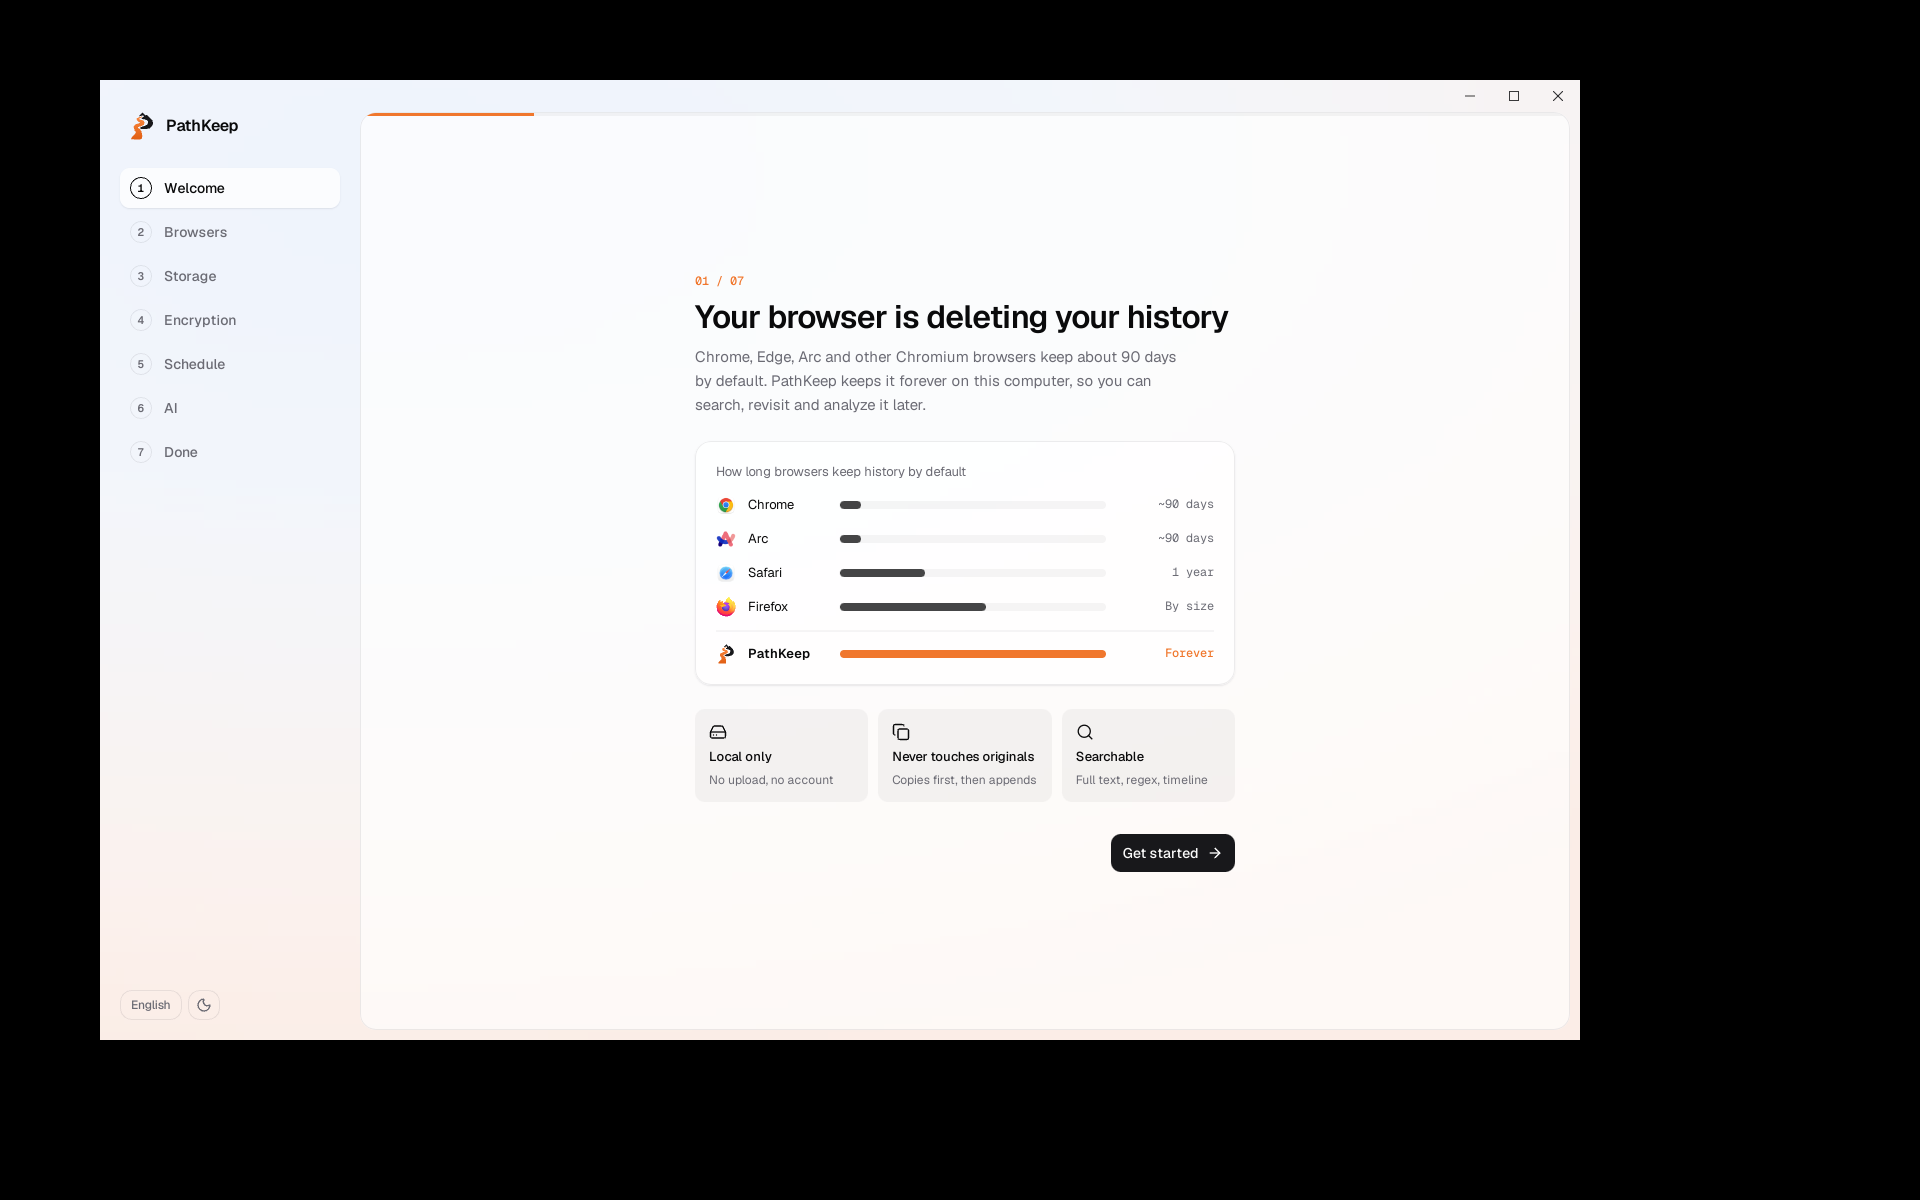 PathKeep
1 Welcome
2 Browsers
3 Storage
4 Encryption
5 Schedule
6 AI
7 Done
English
01 / 07
Your browser is deleting your history
Chrome, Edge, Arc and other Chromium browsers keep about 90 days
by default. PathKeep keeps it forever on this computer, so you can
search, revisit and analyze it later.
How long browsers keep history by default
Chrome ~90 days
Arc ~90 days
Safari 1 year
Firefox By size
PathKeep Forever
Local only
No upload, no account
Never touches originals
Copies first, then appends
Searchable
Full text, regex, timeline
Get started